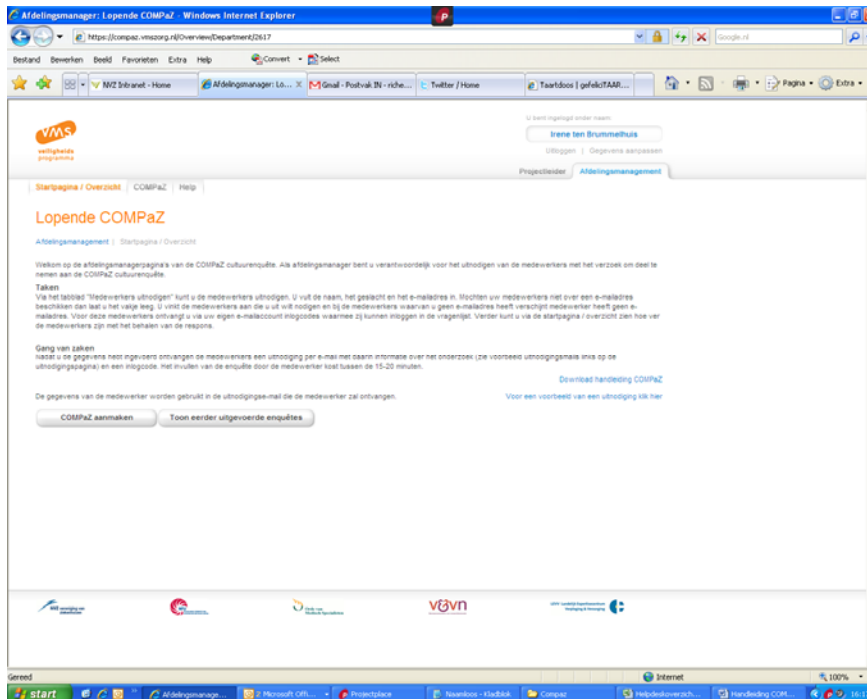 Afdelingsmanager: Lopende COMPaZ - Windows Internet Explorer
https://compaz.vmszorg.nl/Overview/Department/2617
Google.nl
Bestand Bewerken Beeld Favorieten Extra Help
Convert Select
NVZ Intranet - Home
Afdelingsmanager: Lo...
Gmail - Postvak IN - riche...
Twitter / Home
Taartdoos | gefeliciTAAR...
Pagina Extra
VMS
veiligheids
programma
U bent ingelogd onder naam:
Irene ten Brummelhuis
Uitloggen | Gegevens aanpassen
Projectleider Afdelingsmanagement
Startpagina / Overzicht COMPaZ Help
Lopende COMPaZ
Afdelingsmanagement | Startpagina / Overzicht
Welkom op de afdelingsmanagerpagina's van de COMPaZ cultuurenquête. Als afdelingsmanager bent u verantwoordelijk voor het uitnodigen van de medewerkers met het verzoek om deel te
nemen aan de COMPaZ cultuurenquête.
Taken
Via het tabblad "Medewerkers uitnodigen" kunt u de medewerkers uitnodigen. U vult de naam, het geslacht en het e-mailadres in. Mochten uw medewerkers niet over een e-mailadres
beschikken dan laat u het vakje leeg. U vinkt de medewerkers aan die u uit wilt nodigen en bij de medewerkers waarvan u geen e-mailadres heeft verschijnt medewerker heeft geen e-
mailadres. Voor deze medewerkers ontvangt u via uw eigen e-mailaccount inlogcodes waarmee zij kunnen inloggen in de vragenlijst. Verder kunt u via de startpagina / overzicht zien hoe ver
de medewerkers zijn met het behalen van de respons.
Gang van zaken
Nadat u de gegevens hebt ingevoerd ontvangen de medewerkers een uitnodiging per e-mail met daarin informatie over het onderzoek (zie voorbeeld uitnodigingsmails links op de
uitnodigingspagina) en een inlogcode. Het invullen van de enquête door de medewerker kost tussen de 15-20 minuten.
Download handleiding COMPaZ
De gegevens van de medewerker worden gebruikt in de uitnodigingse-mail die de medewerker zal ontvangen.
Voor een voorbeeld van een uitnodiging klik hier
COMPaZ aanmaken
Toon eerder uitgevoerde enquêtes
NVZ vereniging van
ziekenhuizen
Orde van
Medisch Specialisten
V&VN
Gereed
Internet
100%
start
Afdelingsmanage...
2 Microsoft Offi...
Projectplace
Naamloos - Kladblok
Compaz
Helpdeskoverzich...
Handleiding COM...